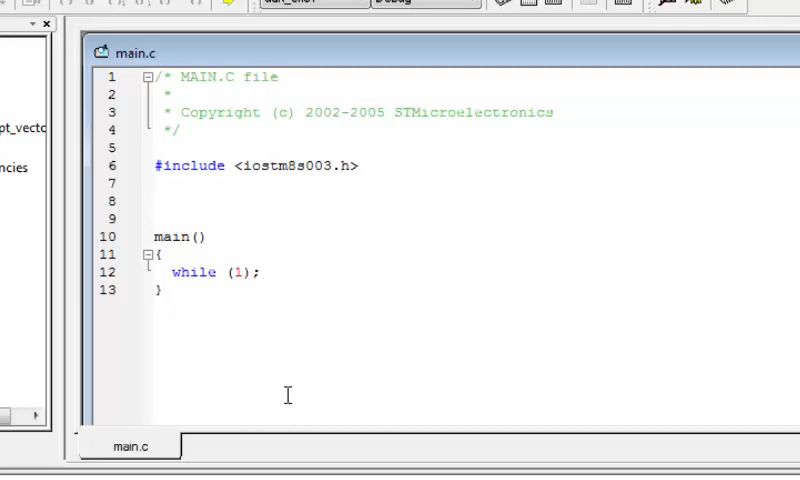 main.c
1 /* MAIN.C file
2 *
3 * Copyright (c) 2002-2005 STMicroelectronics
4 */
5
6 #include <iostm8s003.h>
7
8
9
10 main()
11 {
12 while (1);
13 }
pt_vecto
ncies
main.c